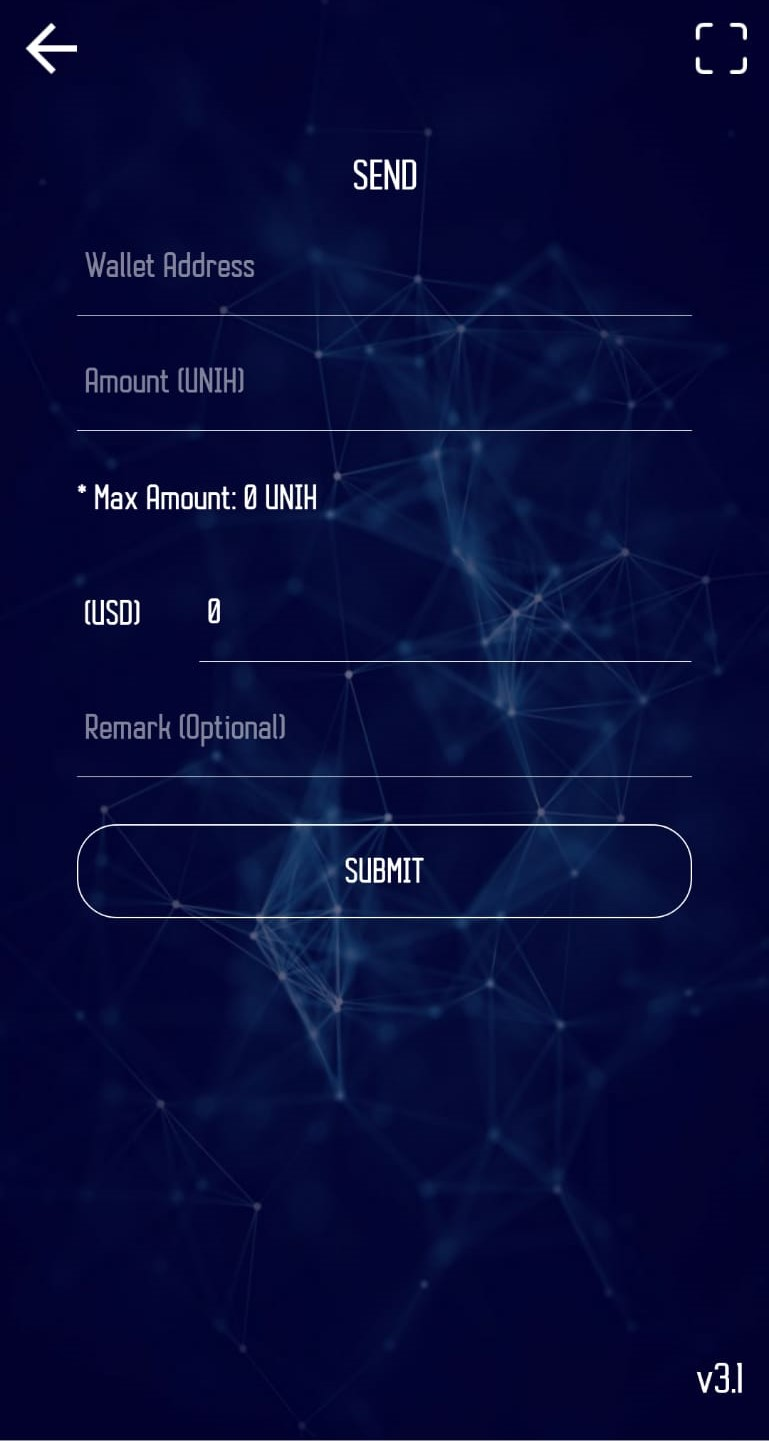 SEND
Wallet Address
Amount (UNIH)
* Max Amount: 0 UNIH
(USD) 0
Remark (Optional)
SUBMIT
v3.1